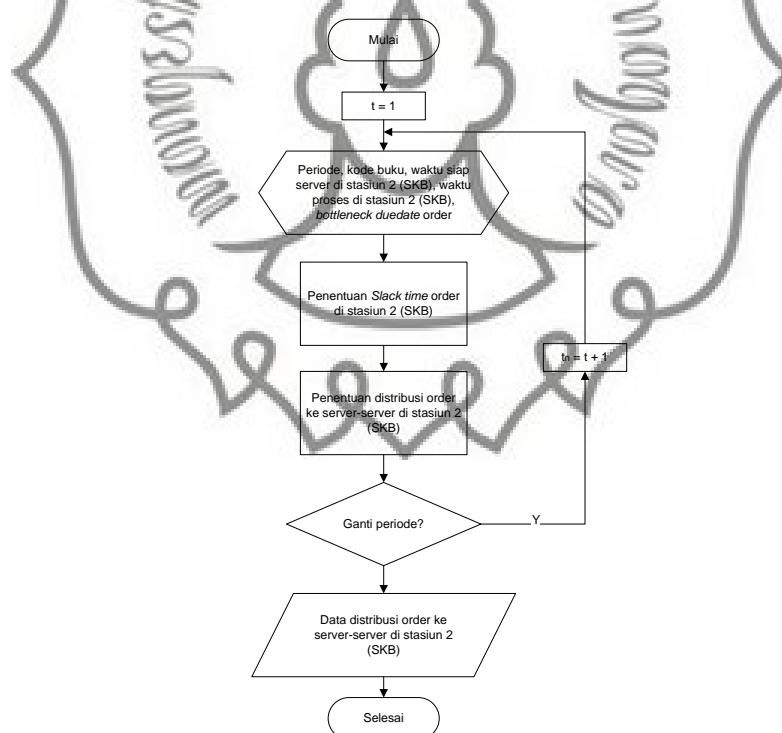 Mulai
t = 1
Periode, kode buku, waktu siap
server di stasiun 2 (SKB), waktu
proses di stasiun 2 (SKB),
bottleneck duedate order
Penentuan Slack time order
di stasiun 2 (SKB)
tn = t + 1
Penentuan distribusi order
ke server-server di stasiun 2
(SKB)
Ganti periode?
Y
Data distribusi order ke
server-server di stasiun 2
(SKB)
Selesai